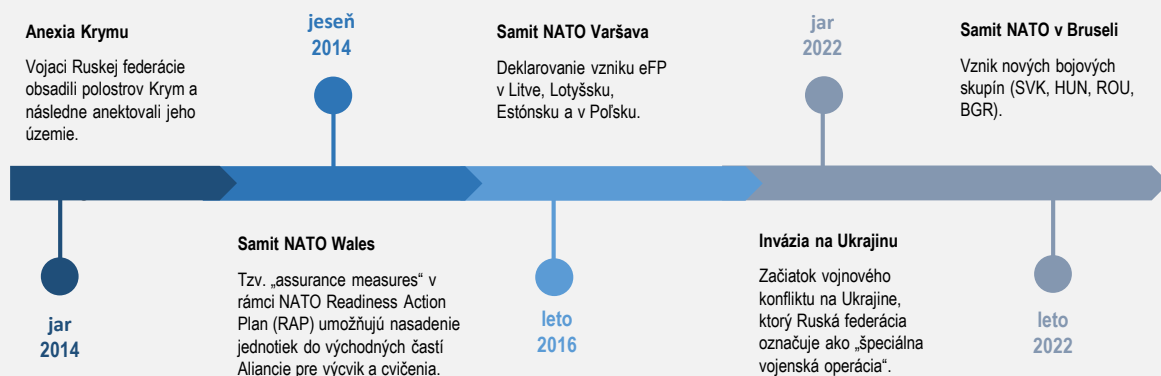 Anexia Krymu
Vojaci Ruskej federácie
obsadili polostrov Krym a
následne anektovali jeho
územie.
jar
2014
jeseň
2014
Samit NATO Wales
Tzv. „assurance measures“ v
rámci NATO Readiness Action
Plan (RAP) umožňujú nasadenie
jednotiek do východných častí
Aliancie pre výcvik a cvičenia.
Samit NATO Varšava
Deklarovanie vzniku eFP
v Litve, Lotyšsku,
Estónsku a v Poľsku.
leto
2016
jar
2022
Invázia na Ukrajinu
Začiatok vojnového
konfliktu na Ukrajine,
ktorý Ruská federácia
označuje ako „špeciálna
vojenská operácia“.
Samit NATO v Bruseli
Vznik nových bojových
skupín (SVK, HUN, ROU,
BGR).
leto
2022